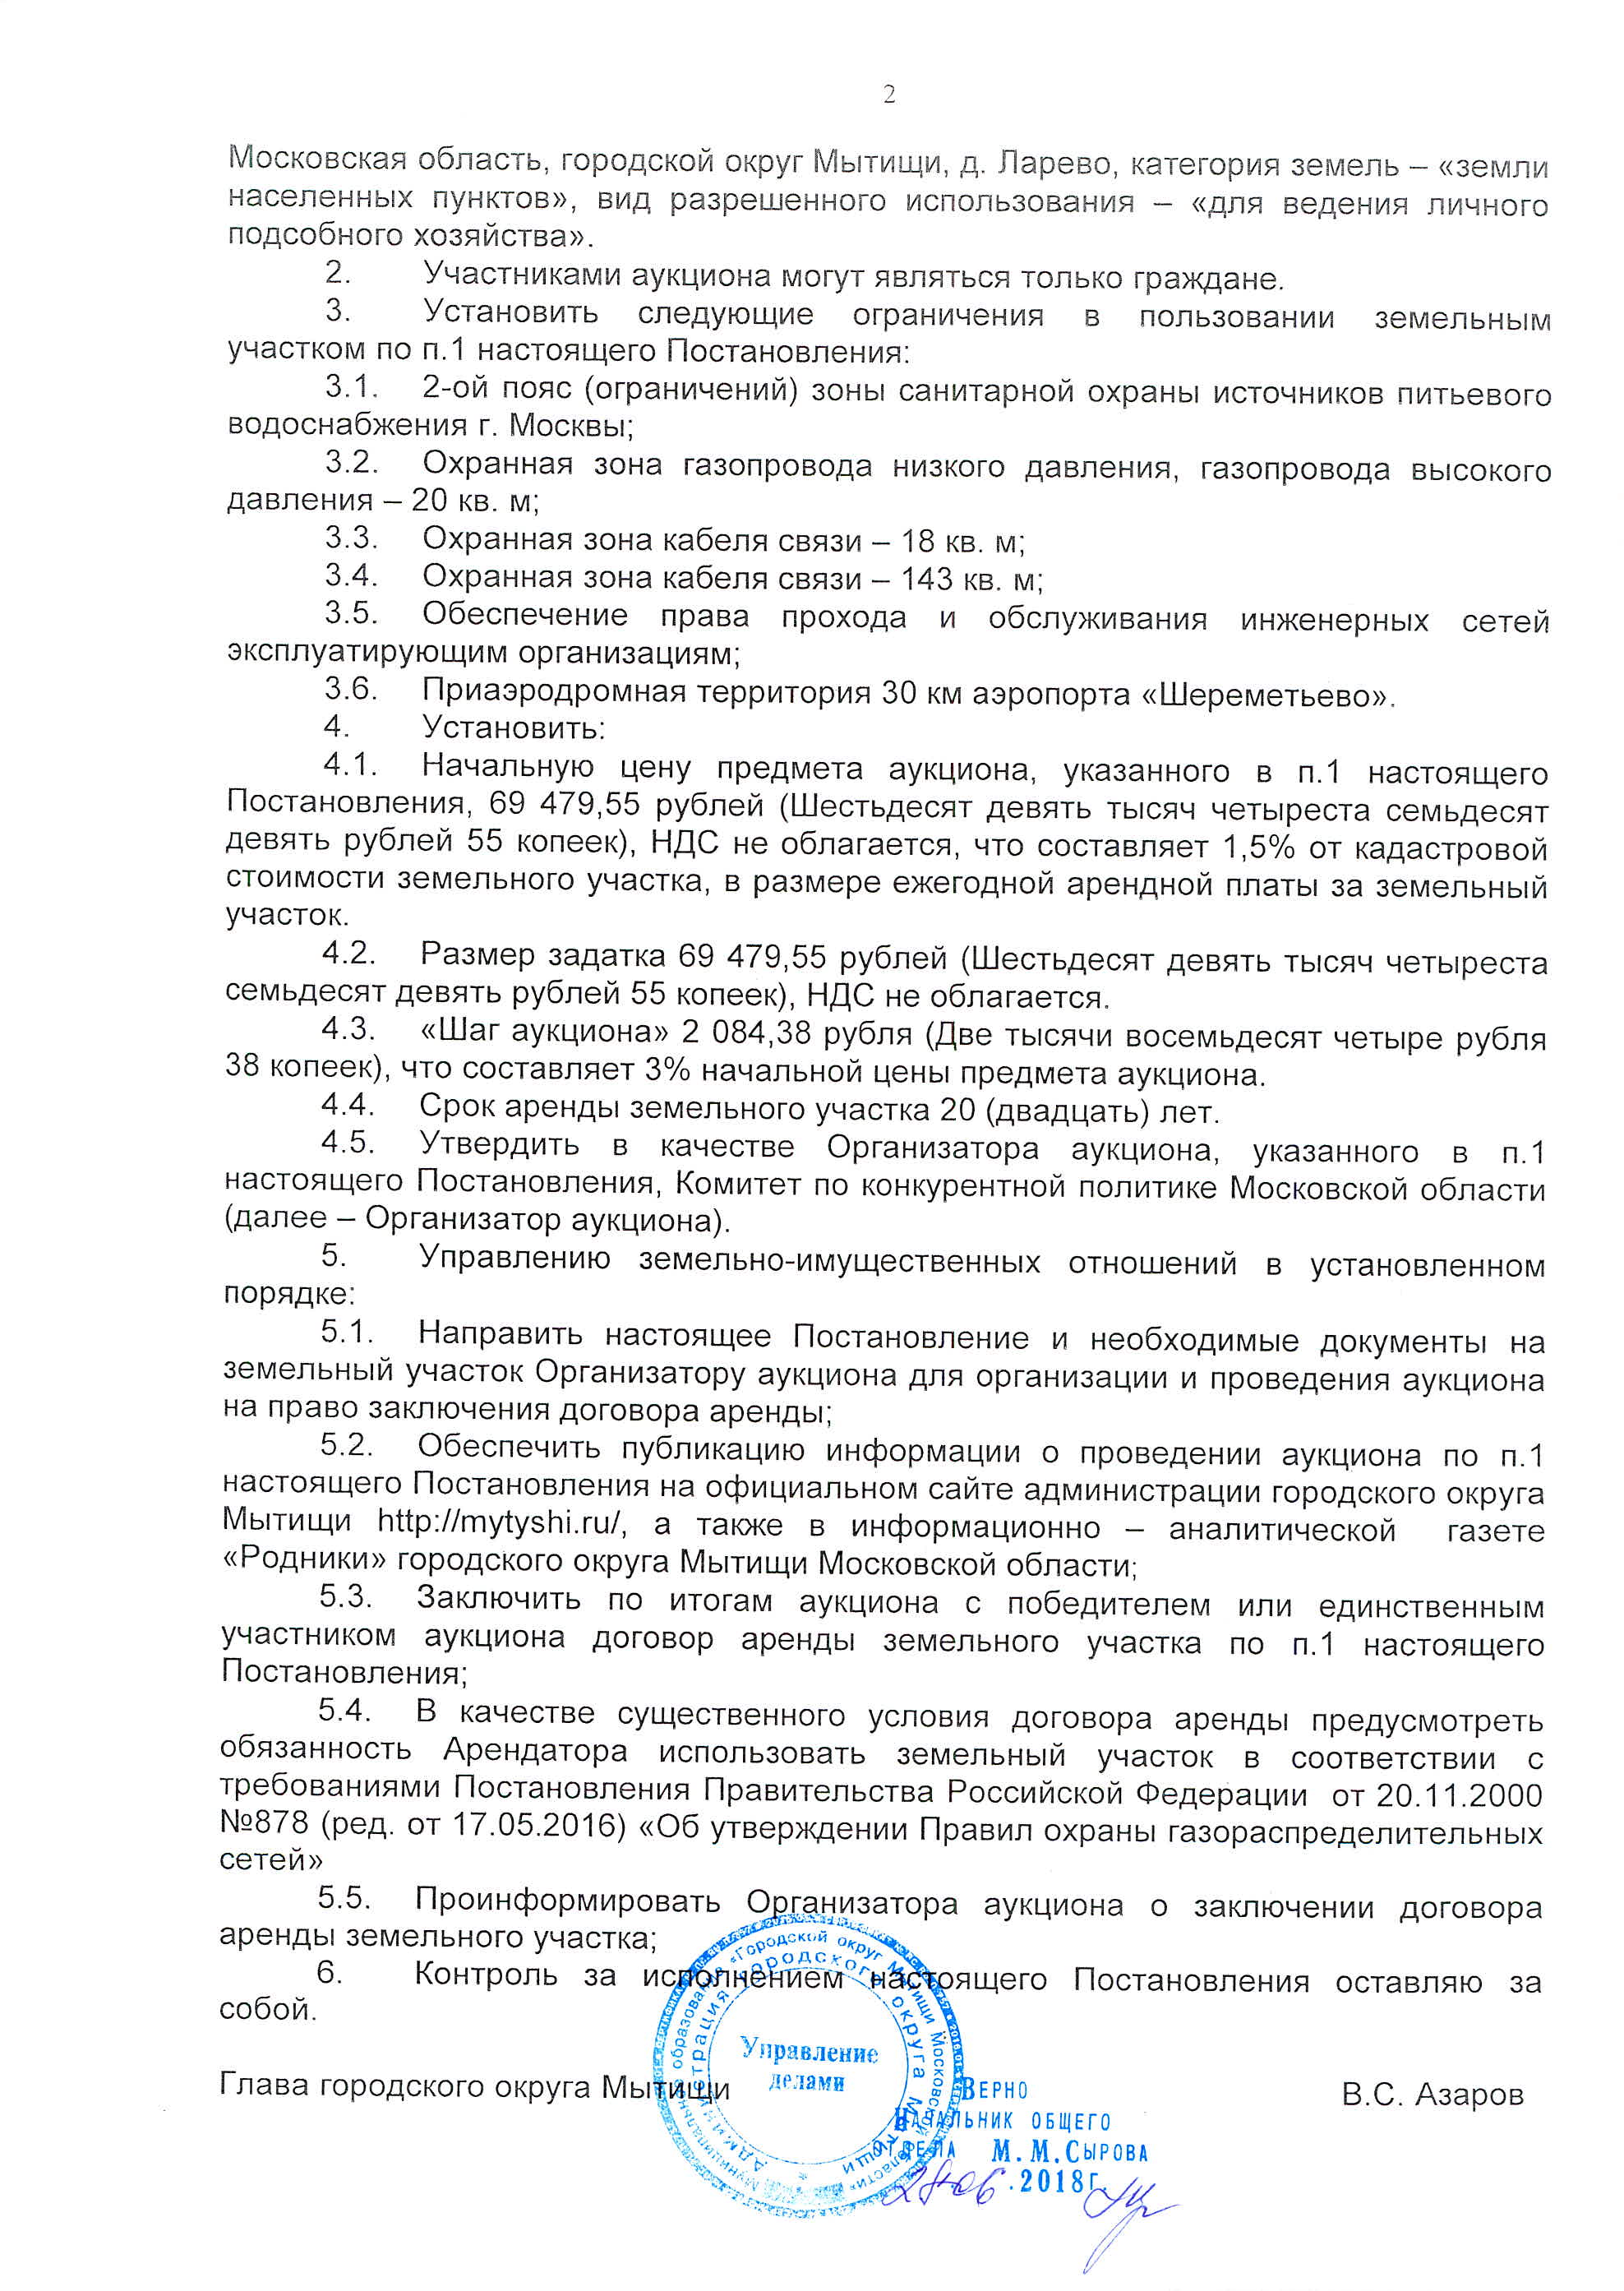 2
Московская область, городской округ Мытищи, д. Ларево, категория земель – «земли
населенных пунктов», вид разрешенного использования – «для ведения личного
подсобного хозяйства».
2. Участниками аукциона могут являться только граждане.
3. Установить следующие ограничения в пользовании земельным
участком по п.1 настоящего Постановления:
3.1. 2-ой пояс (ограничений) зоны санитарной охраны источников питьевого
водоснабжения г. Москвы;
3.2. Охранная зона газопровода низкого давления, газопровода высокого
давления – 20 кв. м;
3.3. Охранная зона кабеля связи – 18 кв. м;
3.4. Охранная зона кабеля связи – 143 кв. м;
3.5. Обеспечение права прохода и обслуживания инженерных сетей
эксплуатирующим организациям;
3.6. Приаэродромная территория 30 км аэропорта «Шереметьево».
4. Установить:
4.1. Начальную цену предмета аукциона, указанного в п.1 настоящего
Постановления, 69 479,55 рублей (Шестьдесят девять тысяч четыреста семьдесят
девять рублей 55 копеек), НДС не облагается, что составляет 1,5% от кадастровой
стоимости земельного участка, в размере ежегодной арендной платы за земельный
участок.
4.2. Размер задатка 69 479,55 рублей (Шестьдесят девять тысяч четыреста
семьдесят девять рублей 55 копеек), НДС не облагается.
4.3. «Шаг аукциона» 2 084,38 рубля (Две тысячи восемьдесят четыре рубля
38 копеек), что составляет 3% начальной цены предмета аукциона.
4.4. Срок аренды земельного участка 20 (двадцать) лет.
4.5. Утвердить в качестве Организатора аукциона, указанного в п.1
настоящего Постановления, Комитет по конкурентной политике Московской области
(далее – Организатор аукциона).
5. Управлению земельно-имущественных отношений в установленном
порядке:
5.1. Направить настоящее Постановление и необходимые документы на
земельный участок Организатору аукциона для организации и проведения аукциона
на право заключения договора аренды;
5.2. Обеспечить публикацию информации о проведении аукциона по п.1
настоящего Постановления на официальном сайте администрации городского округа
Мытищи http://mytyshi.ru/, а также в информационно – аналитической газете
«Родники» городского округа Мытищи Московской области;
5.3. Заключить по итогам аукциона с победителем или единственным
участником аукциона договор аренды земельного участка по п.1 настоящего
Постановления;
5.4. В качестве существенного условия договора аренды предусмотреть
обязанность Арендатора использовать земельный участок в соответствии с
требованиями Постановления Правительства Российской Федерации от 20.11.2000
№878 (ред. от 17.05.2016) «Об утверждении Правил охраны газораспределительных
сетей»
5.5. Проинформировать Организатора аукциона о заключении договора
аренды земельного участка;
6. Контроль за исполнением настоящего Постановления оставляю за
собой.
Глава городского округа Мытищи В.С. Азаров
Муниципальное образование «Городской округ Мытищи Московской области»
Администрация городского округа Мытищи
Управление
делами
Верно
Начальник общего
отдела М.М.Сырова
.2018г.